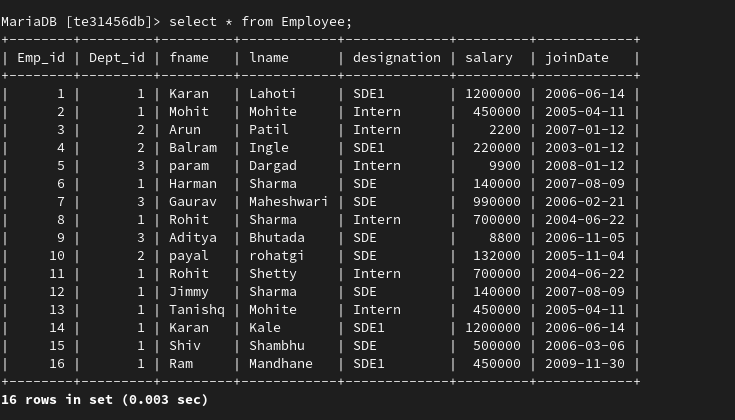 MariaDB [te31456db]> select * from Employee;
+--------+---------+---------+------------+-------------+---------+------------+
| Emp_id | Dept_id | fname   | lname      | designation | salary  | joinDate   |
+--------+---------+---------+------------+-------------+---------+------------+
|      1 |       1 | Karan   | Lahoti     | SDE1        | 1200000 | 2006-06-14 |
|      2 |       1 | Mohit   | Mohite     | Intern      |  450000 | 2005-04-11 |
|      3 |       2 | Arun    | Patil      | Intern      |    2200 | 2007-01-12 |
|      4 |       2 | Balram  | Ingle      | SDE1        |  220000 | 2003-01-12 |
|      5 |       3 | param   | Dargad     | Intern      |    9900 | 2008-01-12 |
|      6 |       1 | Harman  | Sharma     | SDE         |  140000 | 2007-08-09 |
|      7 |       3 | Gaurav  | Maheshwari | SDE         |  990000 | 2006-02-21 |
|      8 |       1 | Rohit   | Sharma     | Intern      |  700000 | 2004-06-22 |
|      9 |       3 | Aditya  | Bhutada    | SDE         |    8800 | 2006-11-05 |
|     10 |       2 | payal   | rohatgi    | SDE         |  132000 | 2005-11-04 |
|     11 |       1 | Rohit   | Shetty     | Intern      |  700000 | 2004-06-22 |
|     12 |       1 | Jimmy   | Sharma     | SDE         |  140000 | 2007-08-09 |
|     13 |       1 | Tanishq | Mohite     | Intern      |  450000 | 2005-04-11 |
|     14 |       1 | Karan   | Kale       | SDE1        | 1200000 | 2006-06-14 |
|     15 |       1 | Shiv    | Shambhu    | SDE         |  500000 | 2006-03-06 |
|     16 |       1 | Ram     | Mandhane   | SDE1        |  450000 | 2009-11-30 |
+--------+---------+---------+------------+-------------+---------+------------+
16 rows in set (0.003 sec)